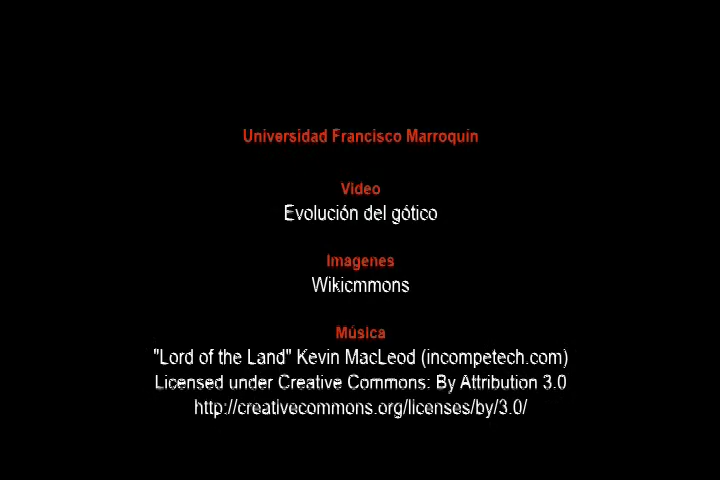 Universidad Francisco Marroquín
Video
Evolución del gótico
Imagenes
Wikicmmons
Música
"Lord of the Land" Kevin MacLeod (incompetech.com)
Licensed under Creative Commons: By Attribution 3.0
http://creativecommons.org/licenses/by/3.0/